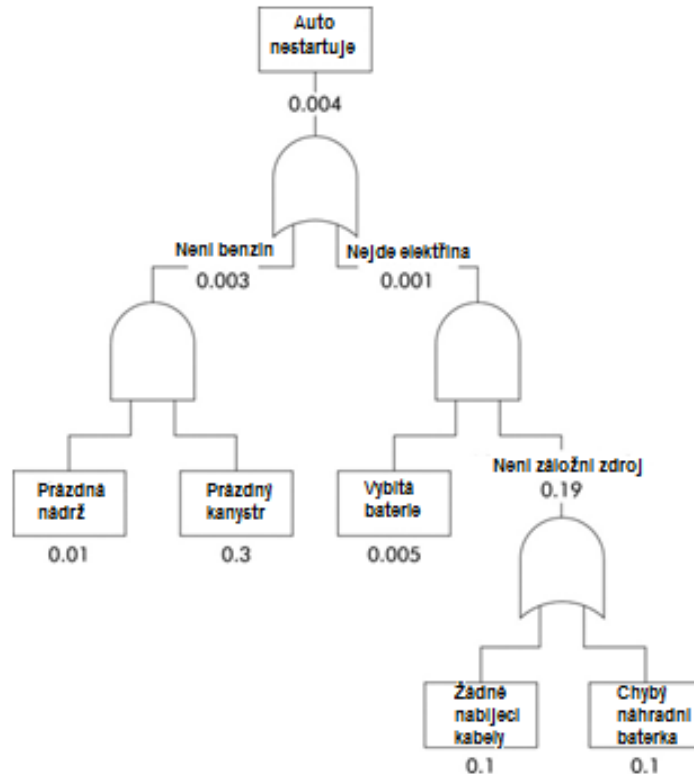 Auto
nestartuje
0.004
Není benzín
Nejde elektřina
0.003
0.001
Není záložní zdroj
0.19
Prázdná
nádrž
Prázdný
kanystr
Vybitá
baterie
0.01
0.3
0.005
Žádné
nabíjecí
kabely
Chybý
náhradní
baterka
0.1
0.1